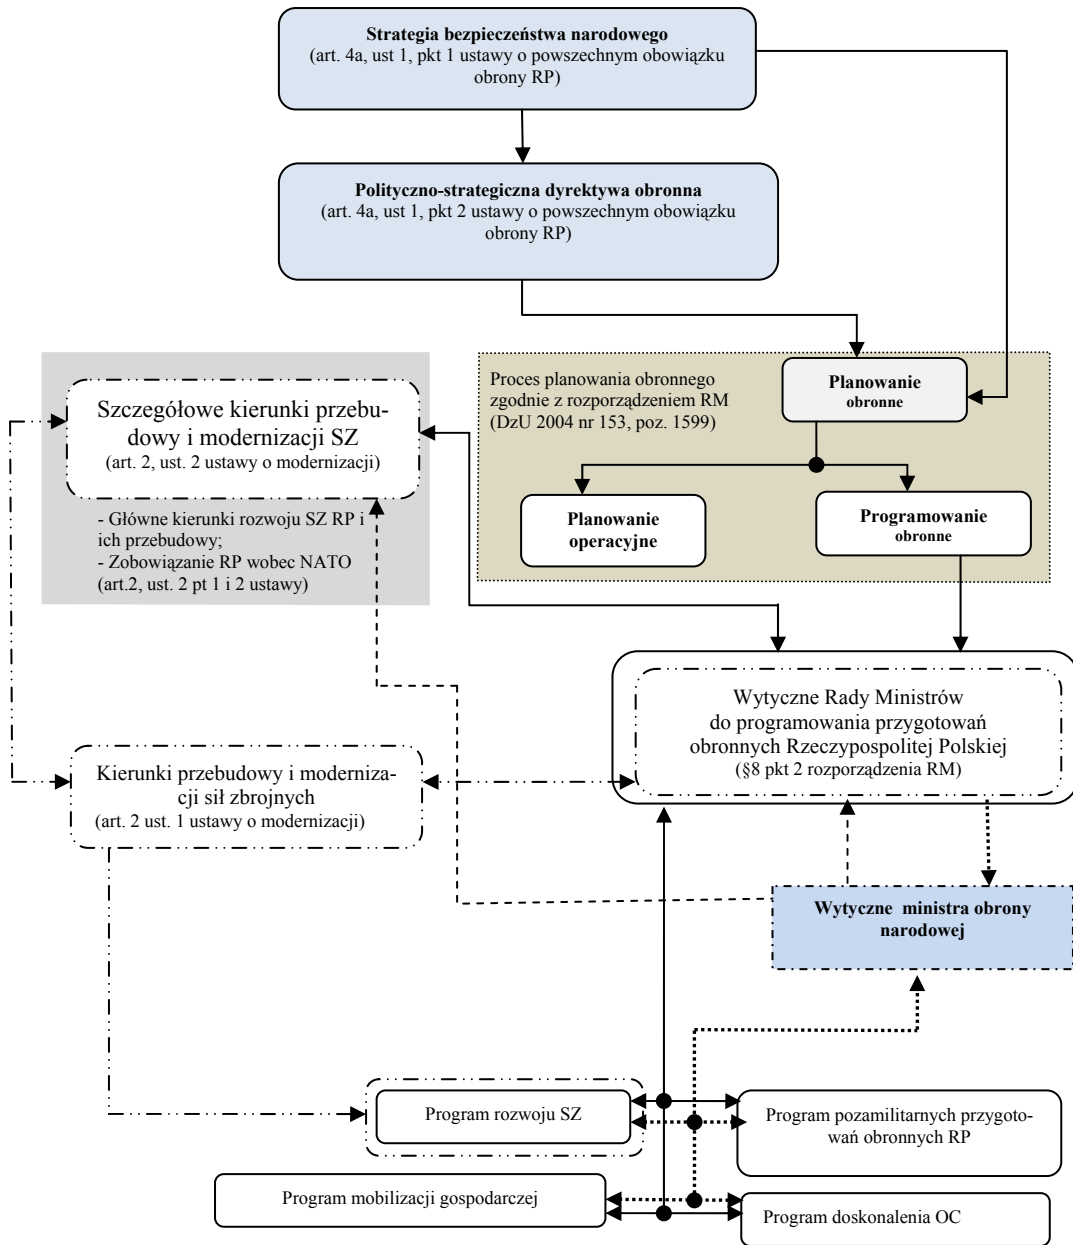 Strategia bezpieczeństwa narodowego
(art. 4a, ust 1, pkt 1 ustawy o powszechnym obowiązku
obrony RP)
Polityczno-strategiczna dyrektywa obronna
(art. 4a, ust 1, pkt 2 ustawy o powszechnym obowiązku
obrony RP)
Proces planowania obronnego
zgodnie z rozporządzeniem RM
(DzU 2004 nr 153, poz. 1599)
Planowanie
obronne
Szczegółowe kierunki przebu-
dowy i modernizacji SZ
(art. 2, ust. 2 ustawy o modernizacji)
Planowanie
operacyjne
Programowanie
obronne
- Główne kierunki rozwoju SZ RP i
ich przebudowy;
- Zobowiązanie RP wobec NATO
(art.2, ust. 2 pt 1 i 2 ustawy)
Wytyczne Rady Ministrów
do programowania przygotowań
obronnych Rzeczypospolitej Polskiej
(§8 pkt 2 rozporządzenia RM)
Kierunki przebudowy i moderniza-
cji sił zbrojnych
(art. 2 ust. 1 ustawy o modernizacji)
Wytyczne ministra obrony
narodowej
Program rozwoju SZ
Program pozamilitarnych przygoto-
wań obronnych RP
Program mobilizacji gospodarczej
Program doskonalenia OC